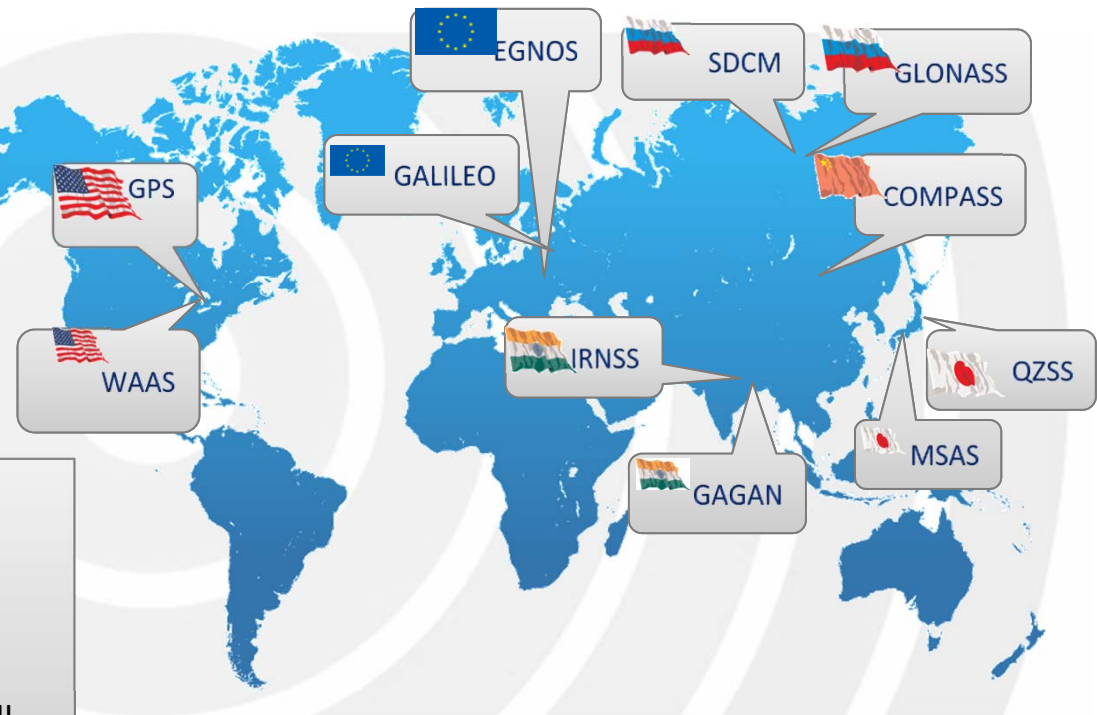 EGNOS
SDCM
GLONASS
GALILEO
GPS
COMPASS
IRNSS
WAAS
QZSS
MSAS
GAGAN